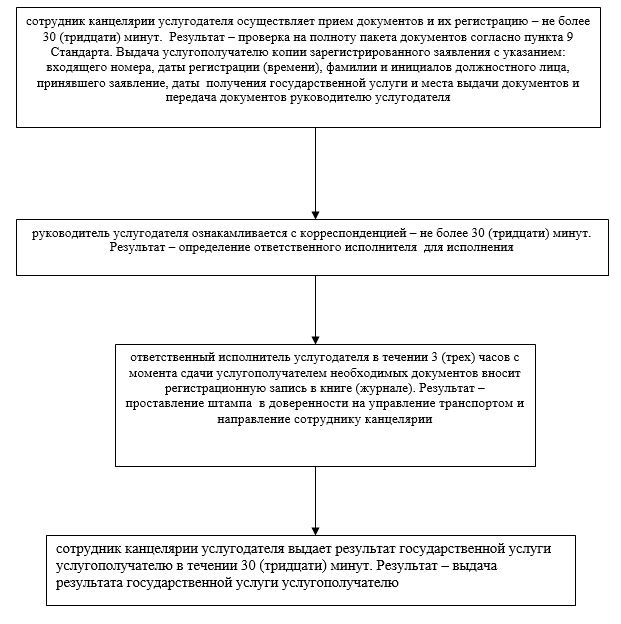 сотрудник канцелярии услугодателя осуществляет прием документов и их регистрацию – не более
30 (тридцати) минут. Результат – проверка на полноту пакета документов согласно пункта 9
Стандарта. Выдача услугополучателю копии зарегистрированного заявления с указанием:
входящего номера, даты регистрации (времени), фамилии и инициалов должностного лица,
принявшего заявление, даты получения государственной услуги и места выдачи документов и
передача документов руководителю услугодателя
руководитель услугодателя ознакамливается с корреспонденцией – не более 30 (тридцати) минут.
Результат – определение ответственного исполнителя для исполнения
ответственный исполнитель услугодателя в течении 3 (трех) часов с
момента сдачи услугополучателем необходимых документов вносит
регистрационную запись в книге (журнале). Результат –
проставление штампа в доверенности на управление транспортом и
направление сотруднику канцелярии
сотрудник канцелярии услугодателя выдает результат государственной услуги
услугополучателю в течении 30 (тридцати) минут. Результат – выдача
результата государственной услуги услугополучателю